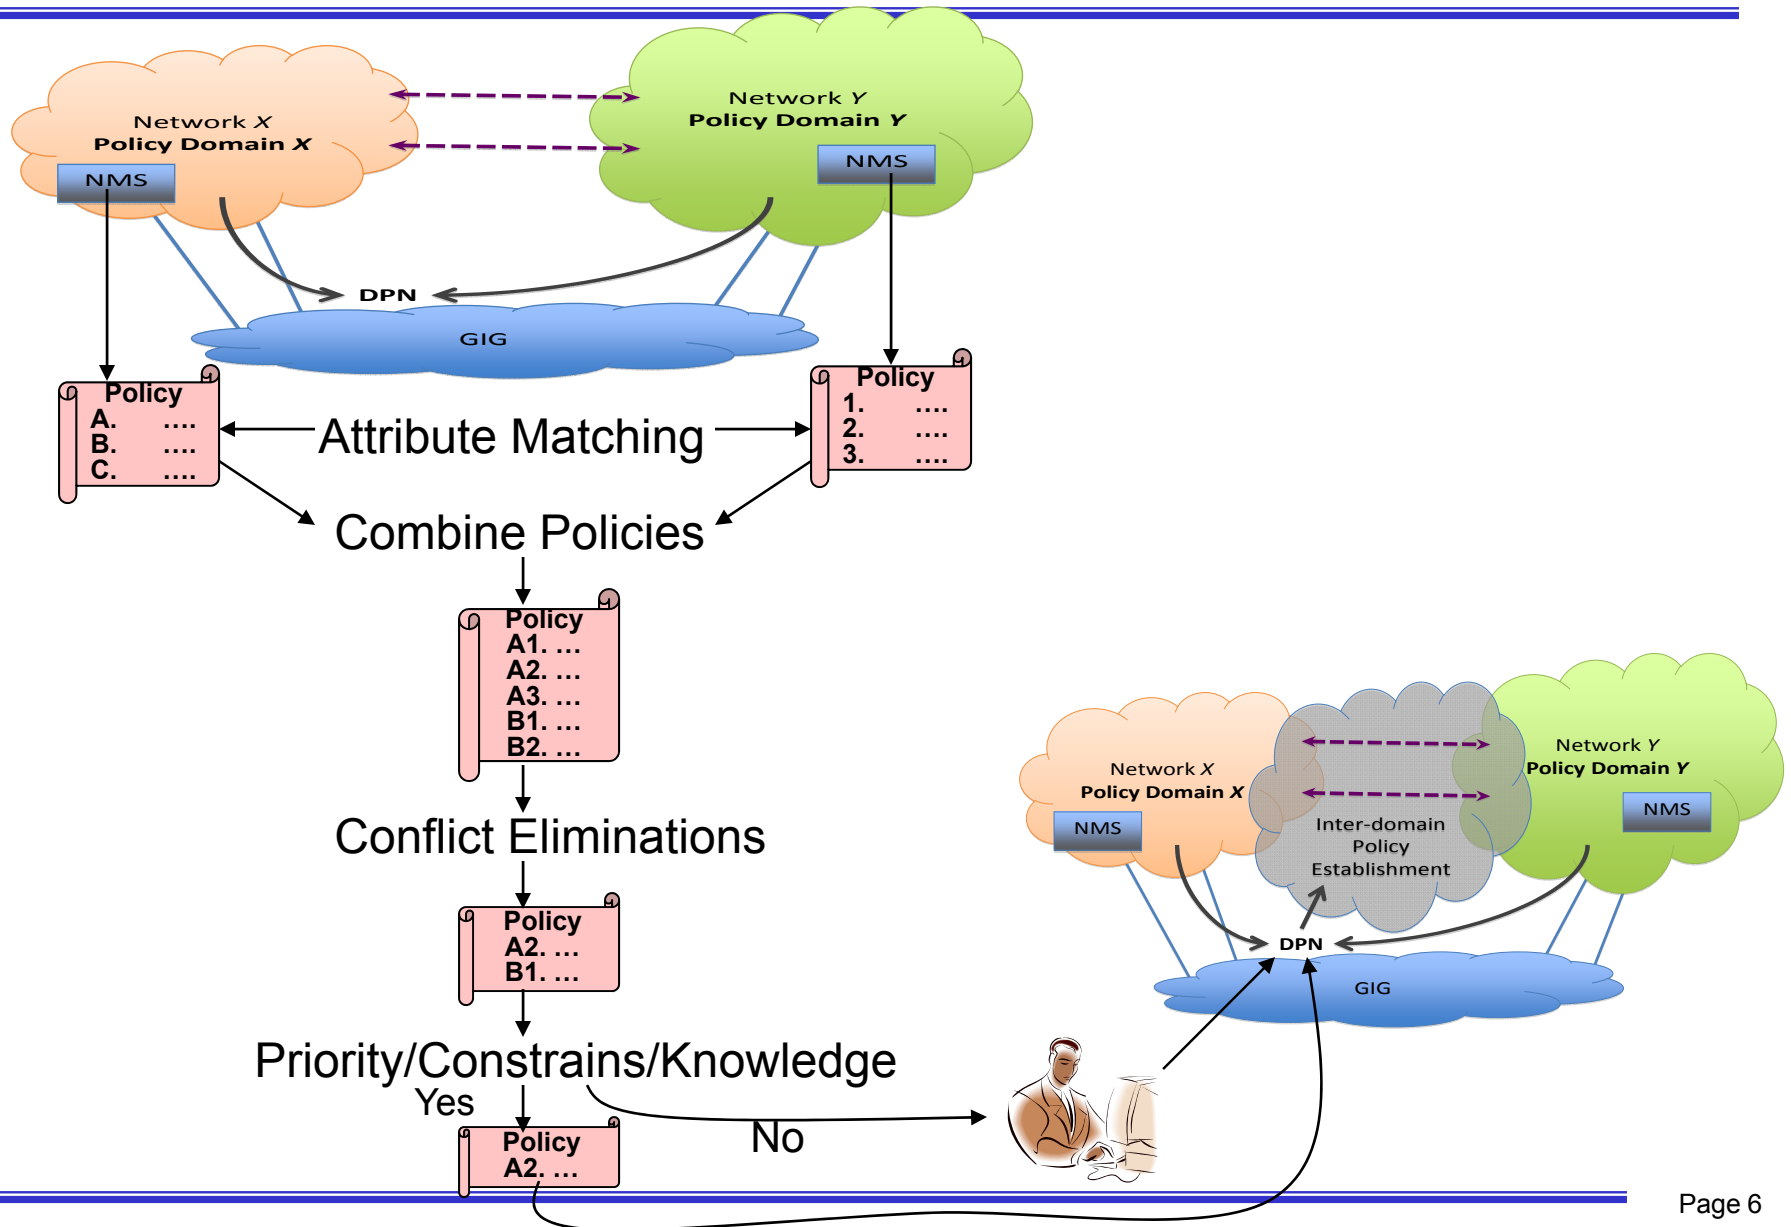 Network X
Policy Domain X
NMS
Network Y
Policy Domain Y
NMS
DPN
GIG
Policy
A. ....
B. ....
C. ....
Attribute Matching
Policy
1. ....
2. ....
3. ....
Combine Policies
Policy
A1. ...
A2. ...
A3. ...
B1. ...
B2. ...
Conflict Eliminations
Policy
A2. ...
B1. ...
Priority/Constrains/Knowledge
Yes
No
Policy
A2. ...
Network X
Policy Domain X
NMS
Inter-domain
Policy
Establishment
Network Y
Policy Domain Y
NMS
DPN
GIG
Page 6